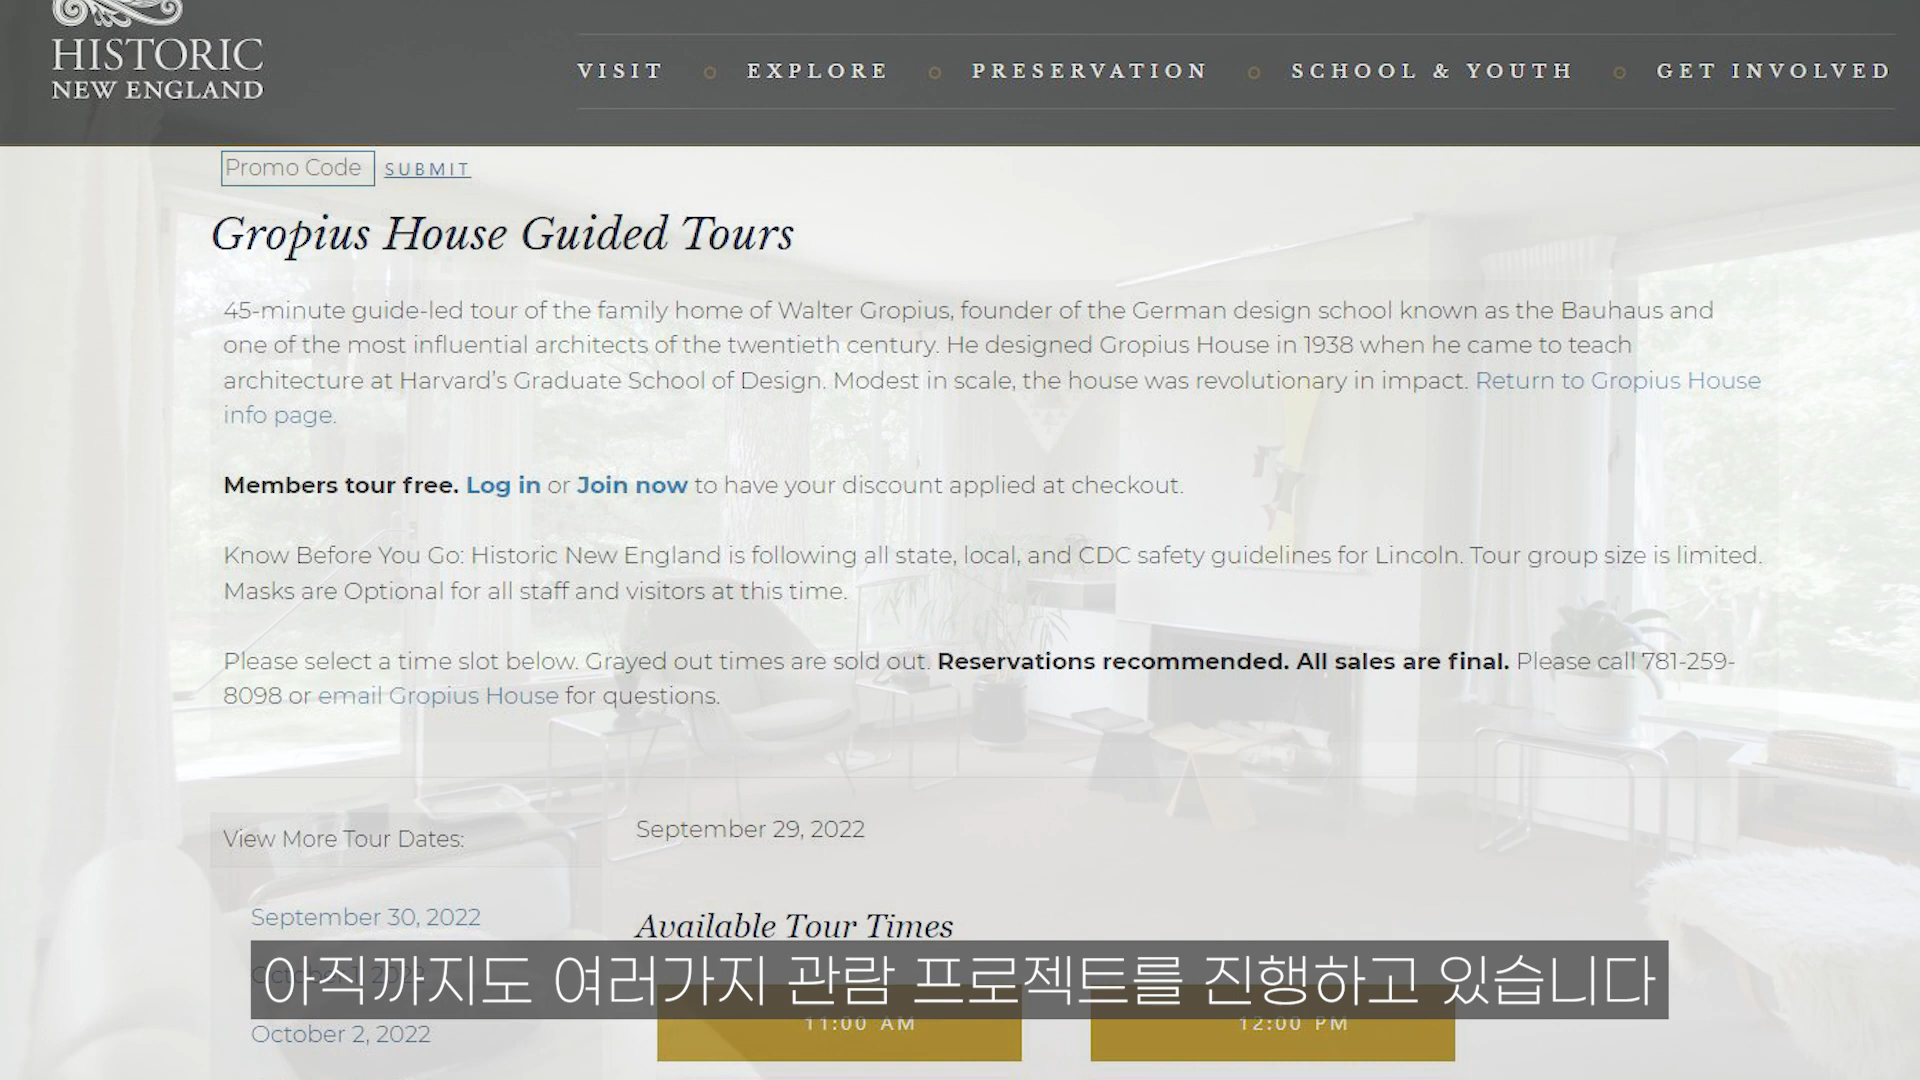 HISTORIC
NEW ENGLAND
VISIT
EXPLORE
PRESERVATION
SCHOOL & YOUTH
GET INVOLVED
Promo Code
SUBMIT
Gropius House Guided Tours
45-minute guide-led tour of the family home of Walter Gropius, founder of the German design school known as the Bauhaus and
one of the most influential architects of the twentieth century. He designed Gropius House in 1938 when he came to teach
architecture at Harvard’s Graduate School of Design. Modest in scale, the house was revolutionary in impact. Return to Gropius House
info page.
Members tour free. Log in or Join now to have your discount applied at checkout.
Know Before You Go: Historic New England is following all state, local, and CDC safety guidelines for Lincoln. Tour group size is limited.
Masks are Optional for all staff and visitors at this time.
Please select a time slot below. Grayed out times are sold out. Reservations recommended. All sales are final. Please call 781-259-
8098 or email Gropius House for questions.
View More Tour Dates:
September 30, 2022
October 2, 2022
September 29, 2022
Available Tour Times
11:00 AM
12:00 PM
아직까지도 여러가지 관람 프로젝트를 진행하고 있습니다